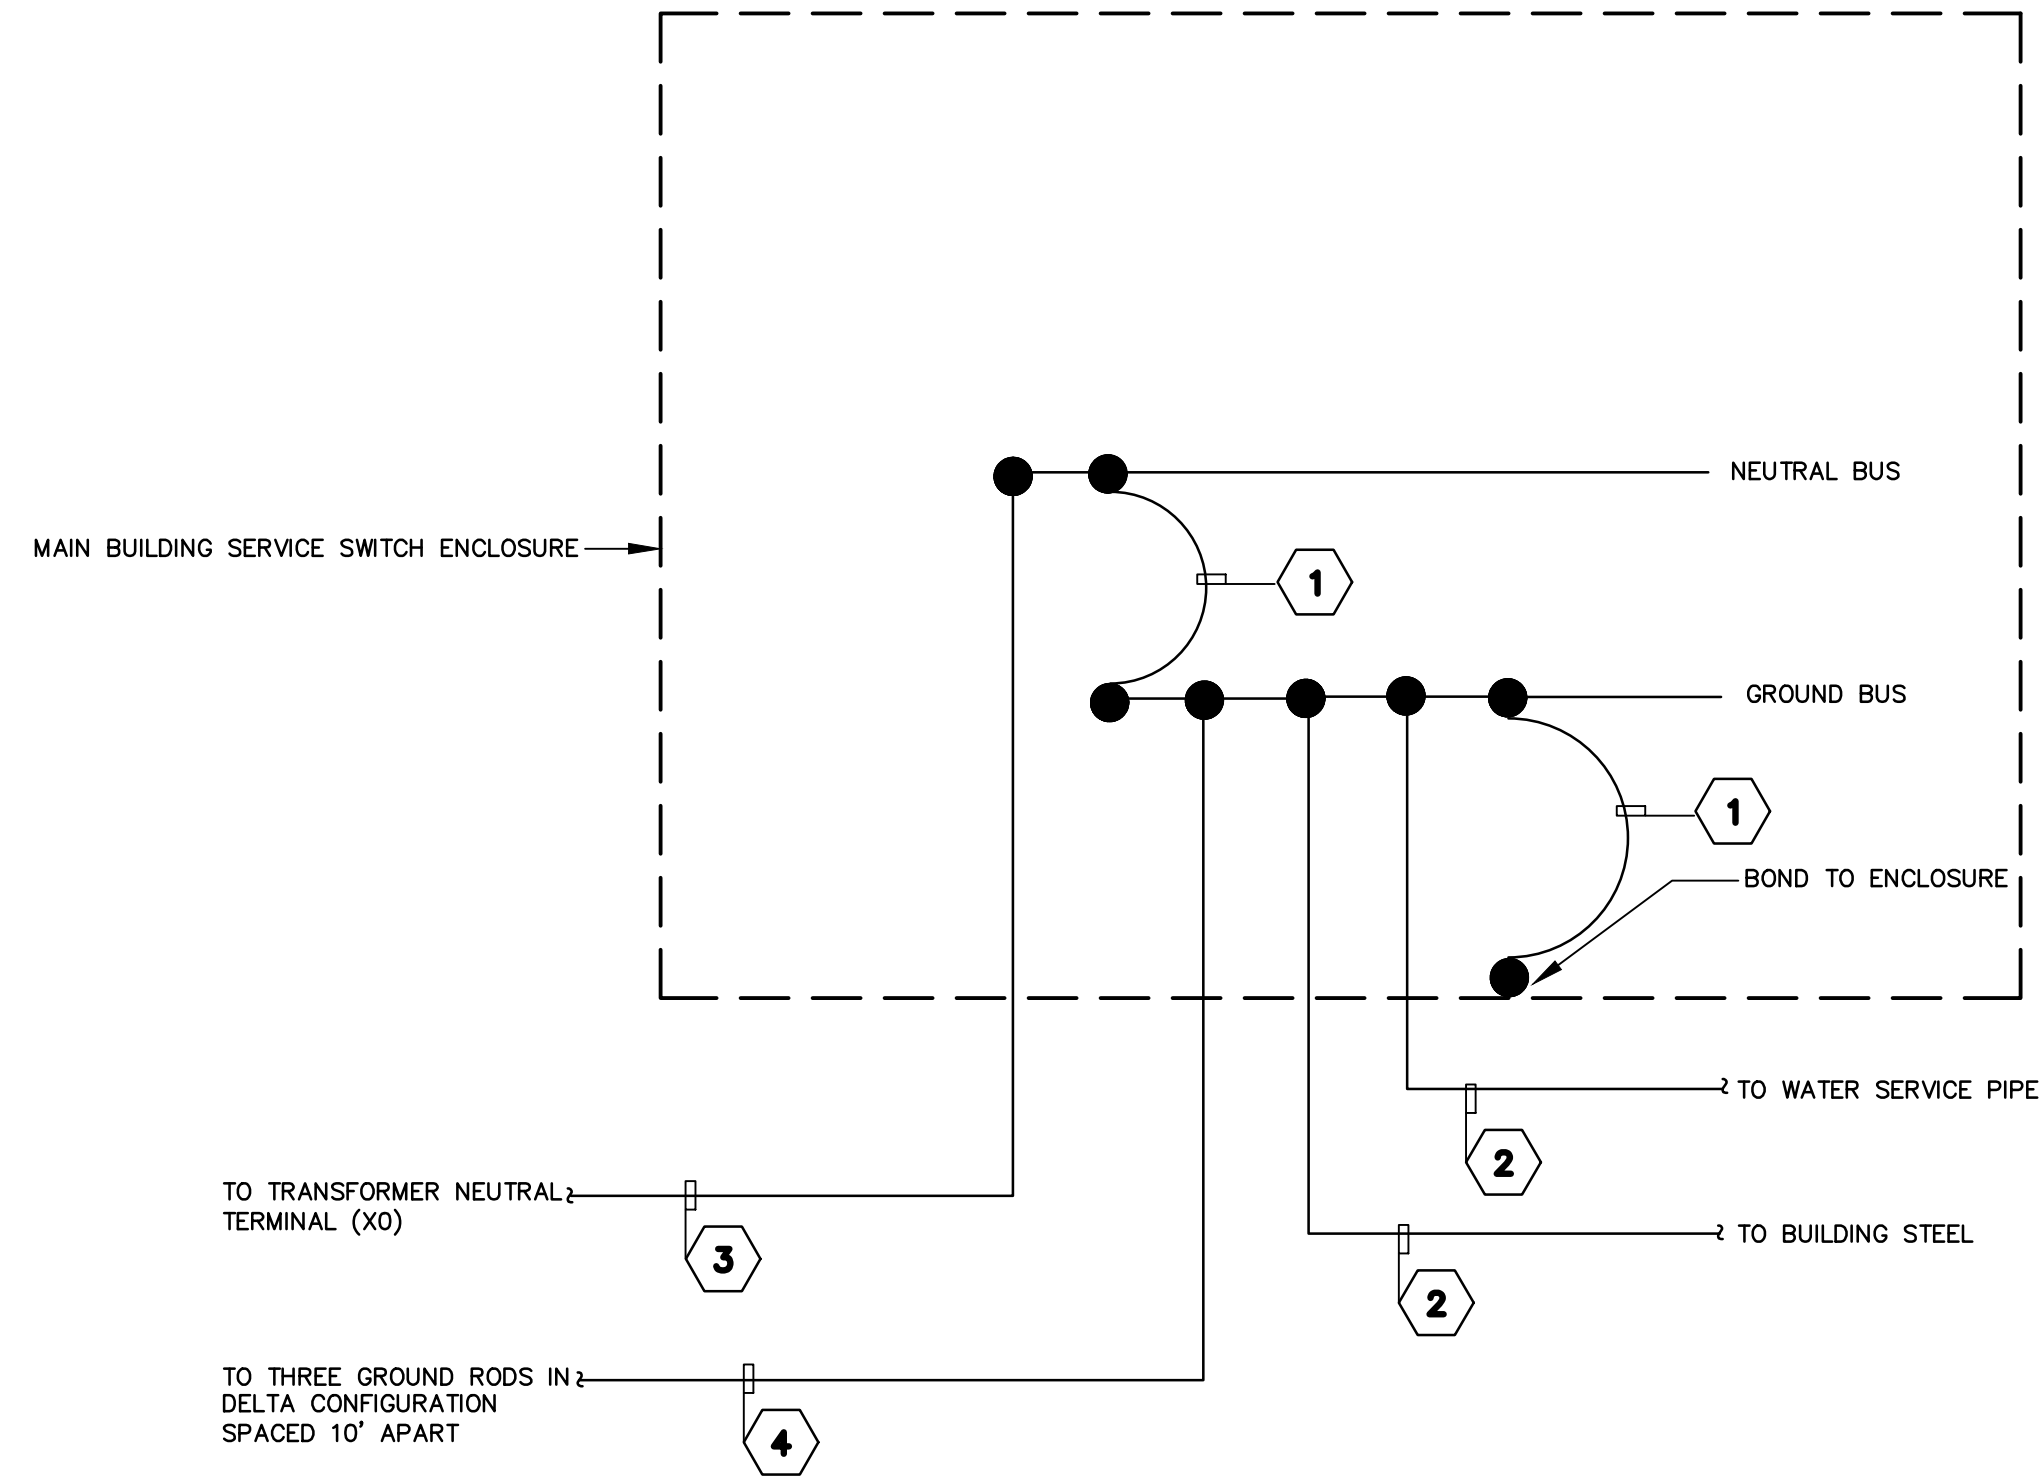 NEUTRAL BUS
MAIN BUILDING SERVICE SWITCH ENCLOSURE
1
GROUND BUS
1
BOND TO ENCLOSURE
TO WATER SERVICE PIPE
2
TO TRANSFORMER NEUTRAL
TERMINAL (XO)
3
TO BUILDING STEEL
2
TO THREE GROUND RODS IN
DELTA CONFIGURATION
SPACED 10' APART
4